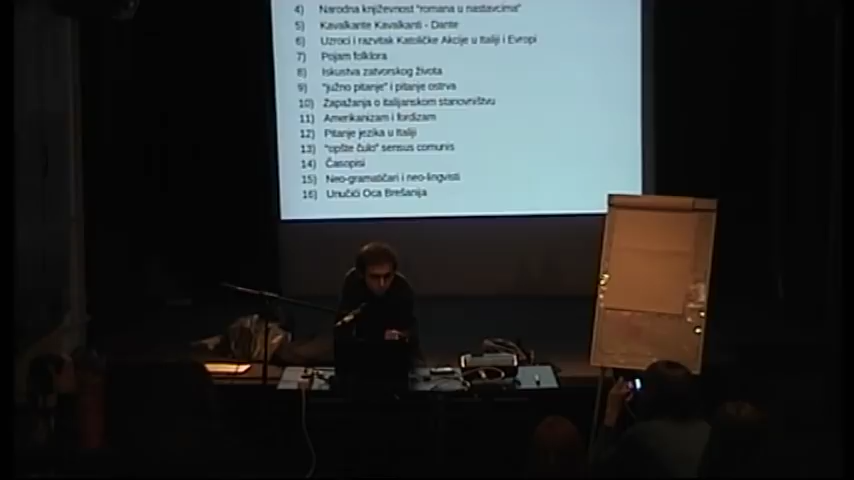 4) Narodna književnost "romana u nastavcima"
5) Kavalkante Kavalkanti - Dante
6) Uzroci i razvitak Katoličke Akcije u Italiji i Evropi
7) Pojam folklora
8) Iskustva zatvorskog života
9) "južno pitanje" i pitanje ostrva
10) Zapažanja o italijanskom stanovništvu
11) Amerikanizam i fordizam
12) Pitanje jezika u Italiji
13) "opšte čulo" sensus comunis
14) Časopisi
15) Neo-gramatičari i neo-lingvisti
16) Unučići Oca Brešanija